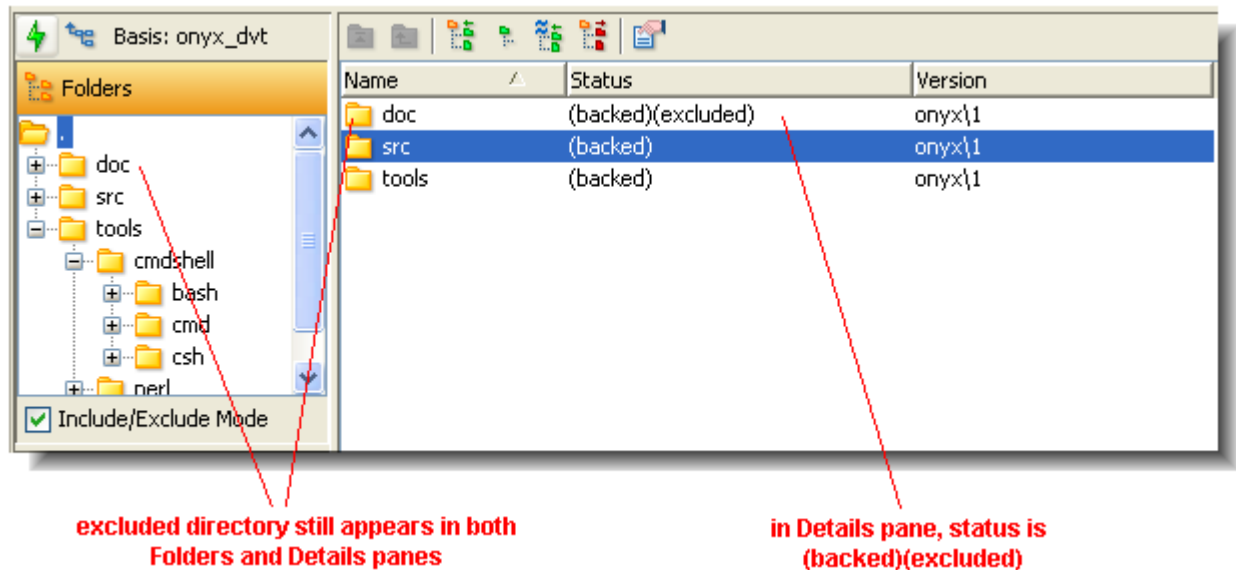 Basis: onyx_dvt
Folders
.
doc
src
tools
cmdshell
bash
cmd
csh
perl
Include/Exclude Mode
Name Status Version
doc (backed)(excluded) onyx\1
src (backed) onyx\1
tools (backed) onyx\1
excluded directory still appears in both
Folders and Details panes
in Details pane, status is
(backed)(excluded)